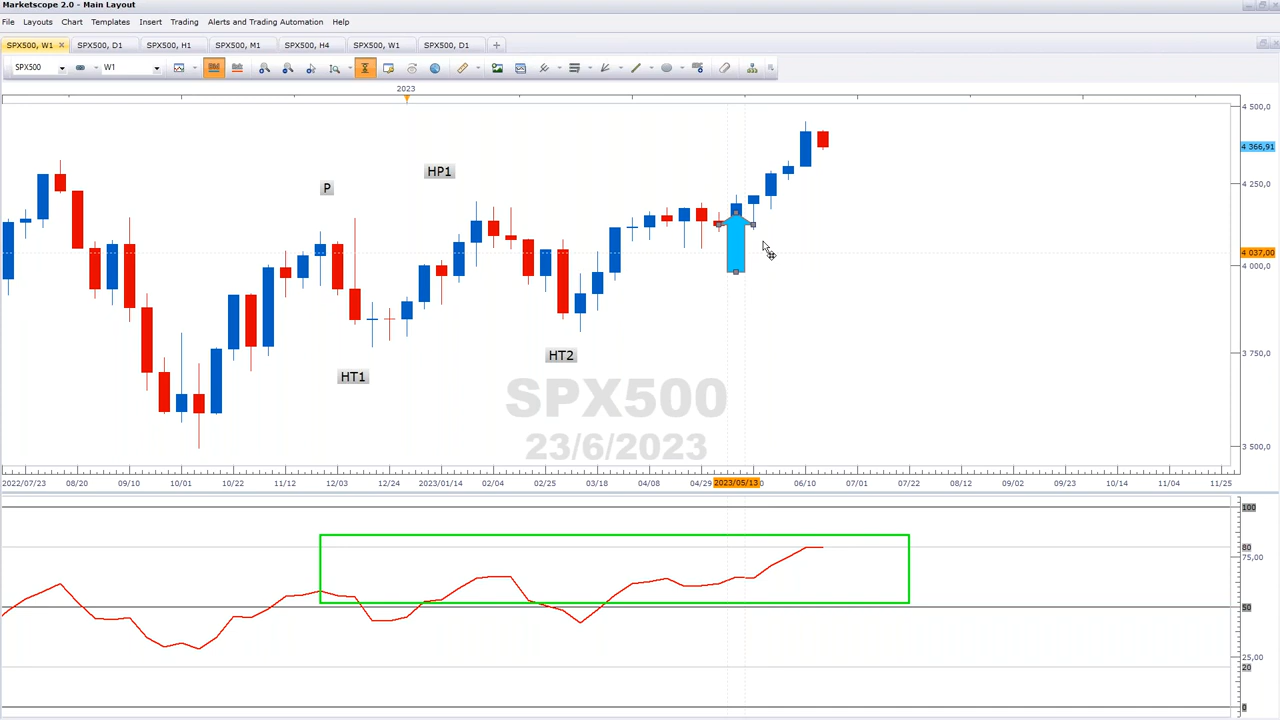 Marketscope 2.0 - Main Layout
File Layouts Chart Templates Insert Trading Alerts and Trading Automation Help
SPX500, W1 SPX500, D1 SPX500, H1 SPX500, M1 SPX500, H4 SPX500, W1 SPX500, D1
SPX500 W1
2023
4 500,0
HP1
4 366,91
P
4 250,0
4 037,00
4 000,0
HT2
3 750,0
HT1
SPX500
23/6/2023
3 500,0
2022/07/23 08/20 09/10 10/01 10/22 11/12 12/03 12/24 2023/01/14 02/04 02/25 03/18 04/08 04/29 2023/05/13 0 06/10 07/01 07/22 08/12 09/02 09/23 10/14 11/04 11/25
100
80
75,00
50
25,00
20
0